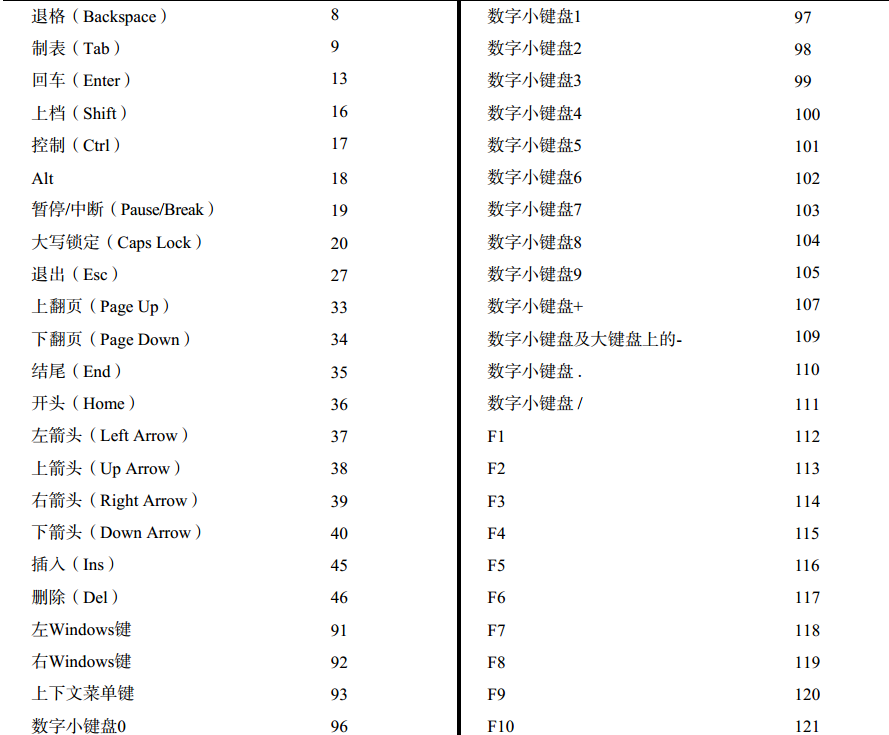 退格（Backspace） 8
制表（Tab） 9
回车（Enter） 13
上档（Shift） 16
控制（Ctrl） 17
Alt 18
暂停/中断（Pause/Break） 19
大写锁定（Caps Lock） 20
退出（Esc） 27
上翻页（Page Up） 33
下翻页（Page Down） 34
结尾（End） 35
开头（Home） 36
左箭头（Left Arrow） 37
上箭头（Up Arrow） 38
右箭头（Right Arrow） 39
下箭头（Down Arrow） 40
插入（Ins） 45
删除（Del） 46
左Windows键 91
右Windows键 92
上下文菜单键 93
数字小键盘0 96
数字小键盘1 97
数字小键盘2 98
数字小键盘3 99
数字小键盘4 100
数字小键盘5 101
数字小键盘6 102
数字小键盘7 103
数字小键盘8 104
数字小键盘9 105
数字小键盘+ 107
数字小键盘及大键盘上的- 109
数字小键盘 . 110
数字小键盘 / 111
F1 112
F2 113
F3 114
F4 115
F5 116
F6 117
F7 118
F8 119
F9 120
F10 121